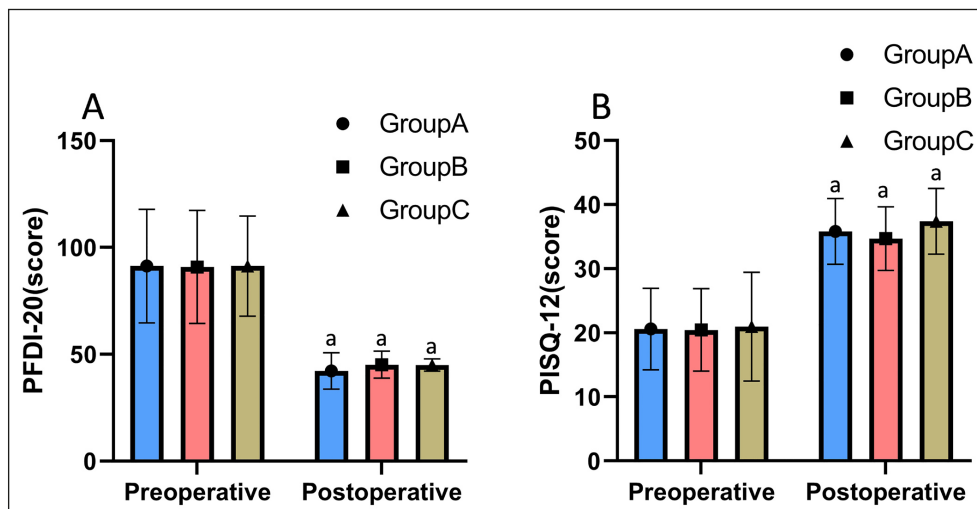 A
GroupA
GroupB
GroupC
PFDI-20(score)
150
100
50
0
a a a
Preoperative Postoperative
B
GroupA
GroupB
GroupC
PISQ-12(score)
50
40
30
20
10
0
a a a
Preoperative Postoperative